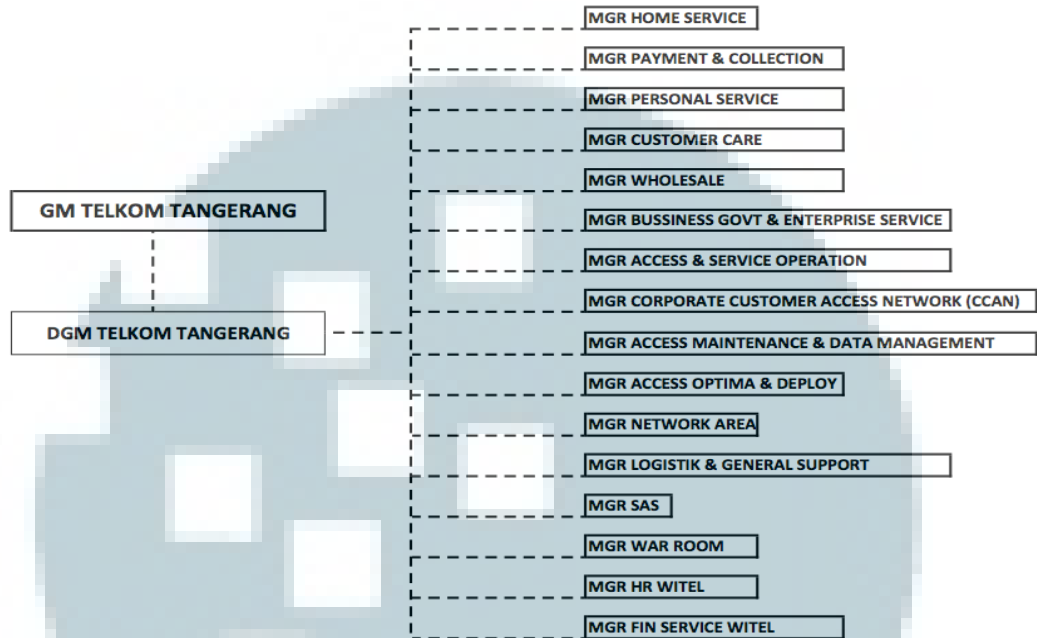 MGR HOME SERVICE
MGR PAYMENT & COLLECTION
MGR PERSONAL SERVICE
MGR CUSTOMER CARE
MGR WHOLESALE
GM TELKOM TANGERANG
MGR BUSSINESS GOVT & ENTERPRISE SERVICE
MGR ACCESS & SERVICE OPERATION
MGR CORPORATE CUSTOMER ACCESS NETWORK (CCAN)
DGM TELKOM TANGERANG
MGR ACCESS MAINTENANCE & DATA MANAGEMENT
MGR ACCESS OPTIMA & DEPLOY
MGR NETWORK AREA
MGR LOGISTIK & GENERAL SUPPORT
MGR SAS
MGR WAR ROOM
MGR HR WITEL
MGR FIN SERVICE WITEL